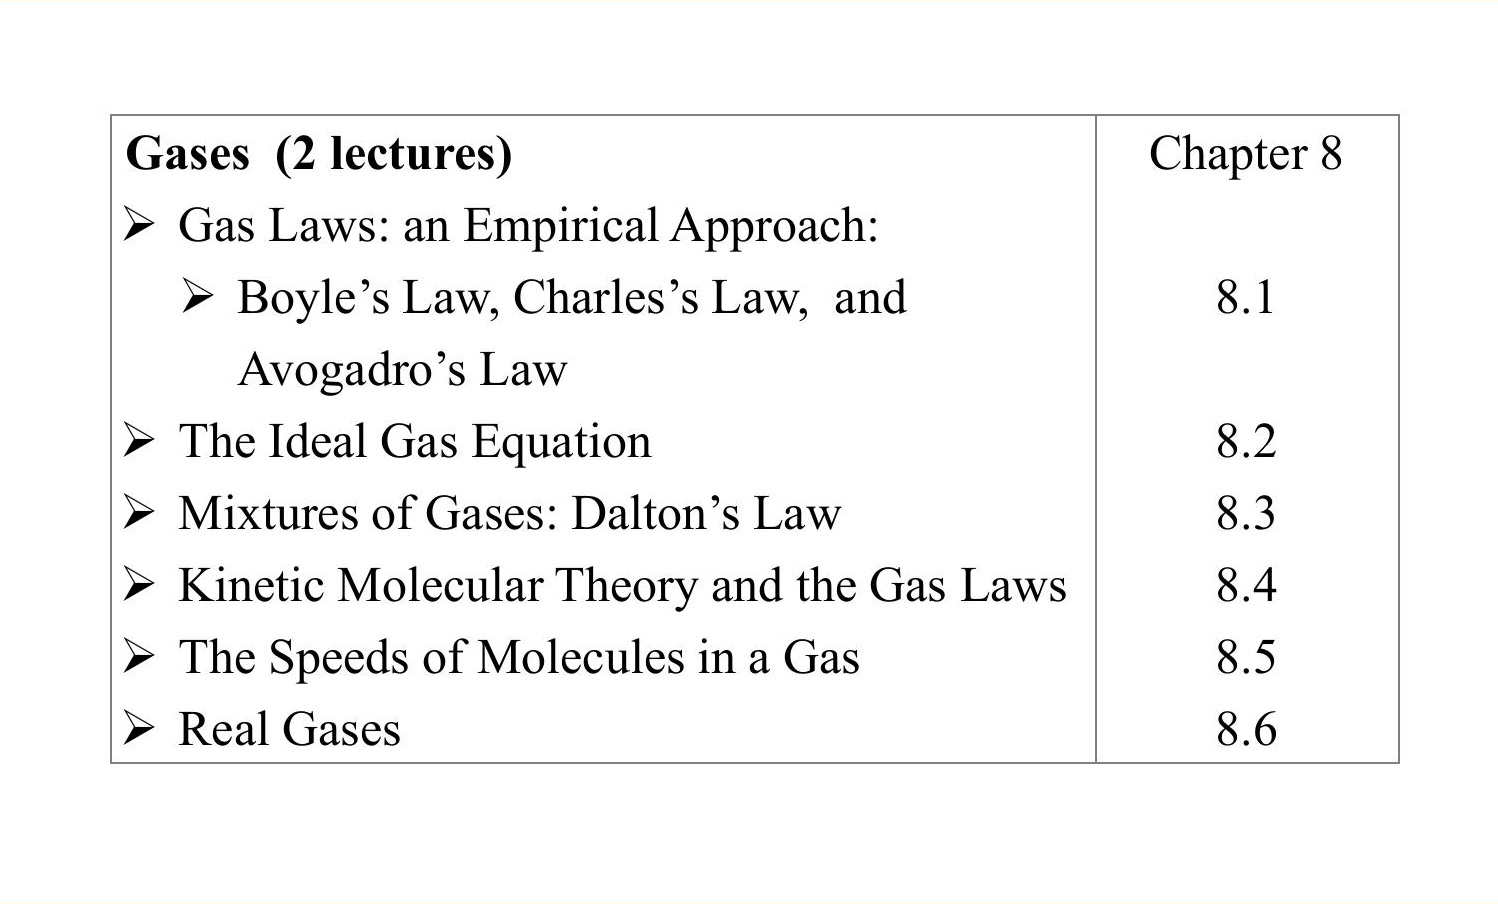 Gases  (2 lectures) Chapter 8
➢ Gas Laws: an Empirical Approach:
➢ Boyle’s Law, Charles’s Law,  and 8.1
Avogadro’s Law
➢ The Ideal Gas Equation 8.2
➢ Mixtures of Gases: Dalton’s Law 8.3
➢ Kinetic Molecular Theory and the Gas Laws 8.4
➢ The Speeds of Molecules in a Gas 8.5
➢ Real Gases 8.6